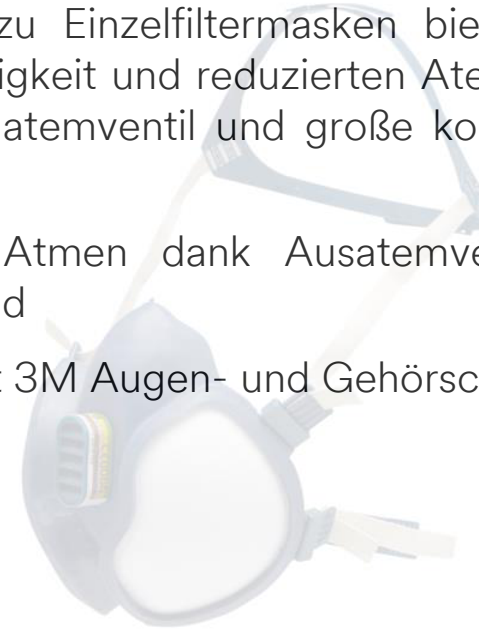 zu Einzelfiltermasken bie
igkeit und reduzierten Ate
atemventil und große ko
Atmen dank Ausatemve
d
t 3M Augen- und Gehörsc